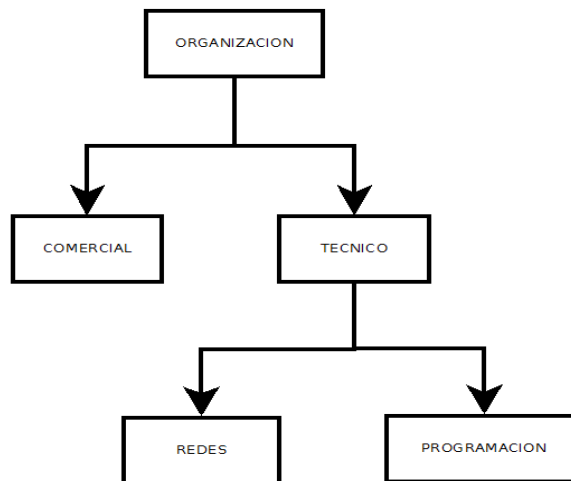 ORGANIZACION
COMERCIAL
TECNICO
REDES
PROGRAMACION